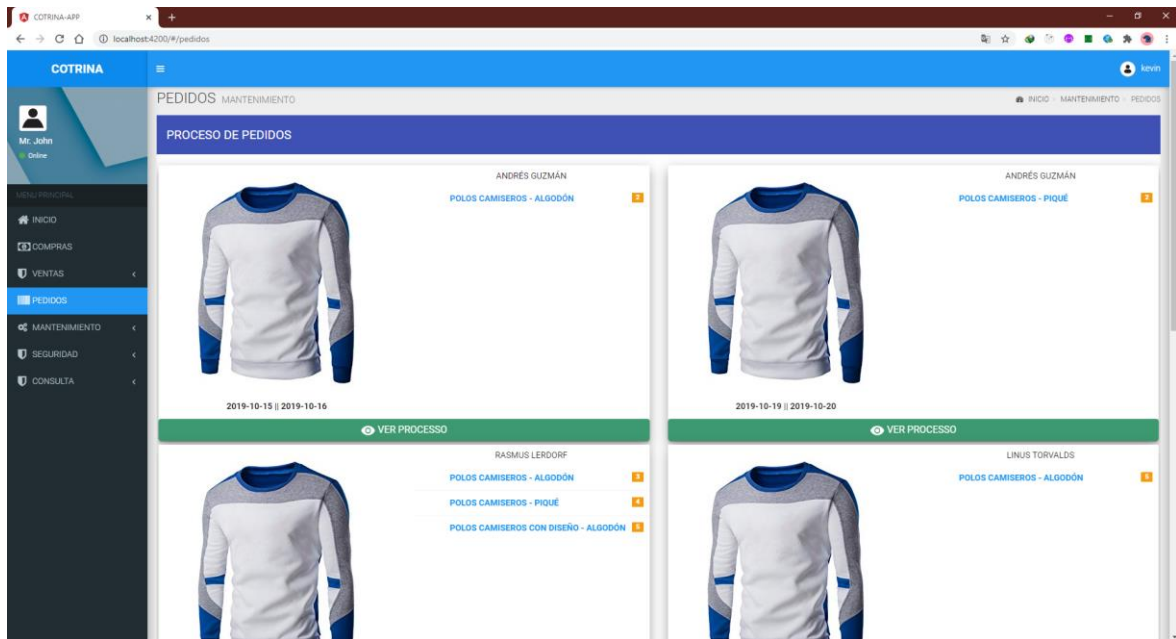 COTRINA-APP
localhost:4200/#/pedidos
COTRINA
kevin
PEDIDOS MANTENIMIENTO
INICIO > MANTENIMIENTO > PEDIDOS
Mr. John
Online
MENU PRINCIPAL
INICIO
COMPRAS
VENTAS
PEDIDOS
MANTENIMIENTO
SEGURIDAD
CONSULTA
PROCESO DE PEDIDOS
ANDRÉS GUZMÁN
POLOS CAMISEROS - ALGODÓN 2
2019-10-15 || 2019-10-16
VER PROCESSO
ANDRÉS GUZMÁN
POLOS CAMISEROS - PIQUÉ
2019-10-19 || 2019-10-20
VER PROCESSO
RASMUS LERDORF
POLOS CAMISEROS - ALGODÓN 3
POLOS CAMISEROS - PIQUÉ 4
POLOS CAMISEROS CON DISEÑO - ALGODÓN 5
LINUS TORVALDS
POLOS CAMISEROS - ALGODÓN